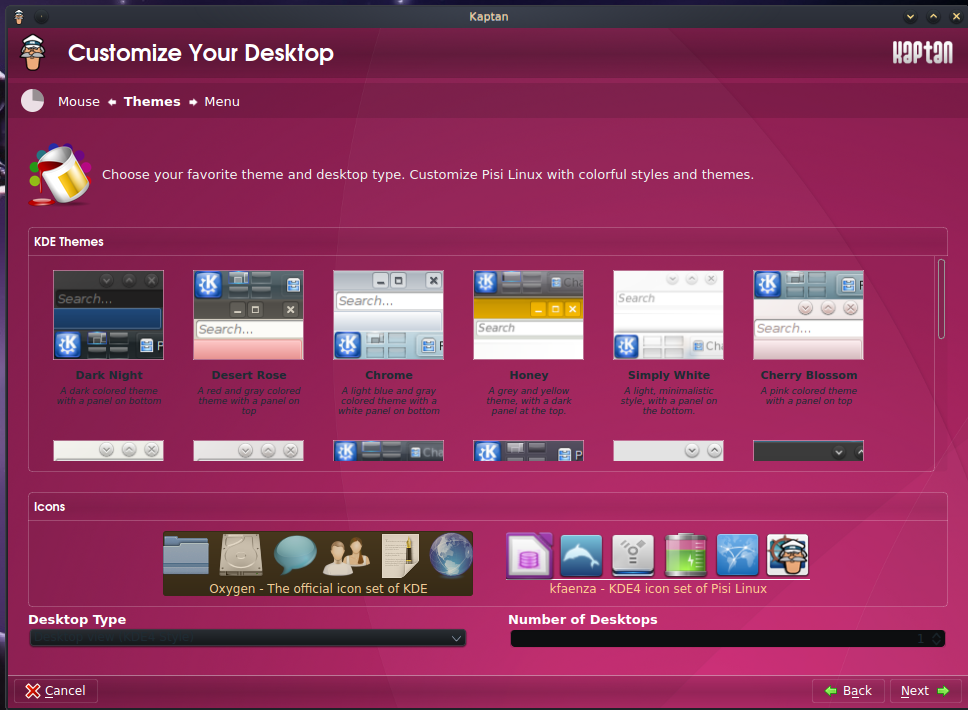 Kaptan
Customize Your Desktop
Kaptan
Mouse Themes Menu
Choose your favorite theme and desktop type. Customize Pisi Linux with colorful styles and themes.
KDE Themes
Search...
Search...
Search...
Search
Search
Search...
Dark Night
A dark colored theme
with a panel on bottom
Desert Rose
A red and gray colored
theme with a panel on
top
Chrome
A light blue and gray
colored theme with a
white panel on bottom
Honey
A grey and yellow
theme, with a dark
panel at the top.
Simply White
A light, minimalistic
style, with a panel on
the bottom.
Cherry Blossom
A pink colored theme
with a panel on top
Icons
Oxygen - The official icon set of KDE
kfaenza - KDE4 icon set of Pisi Linux
Desktop Type
Desktop View (KDE4 Style)
Number of Desktops
1
Cancel
Back
Next